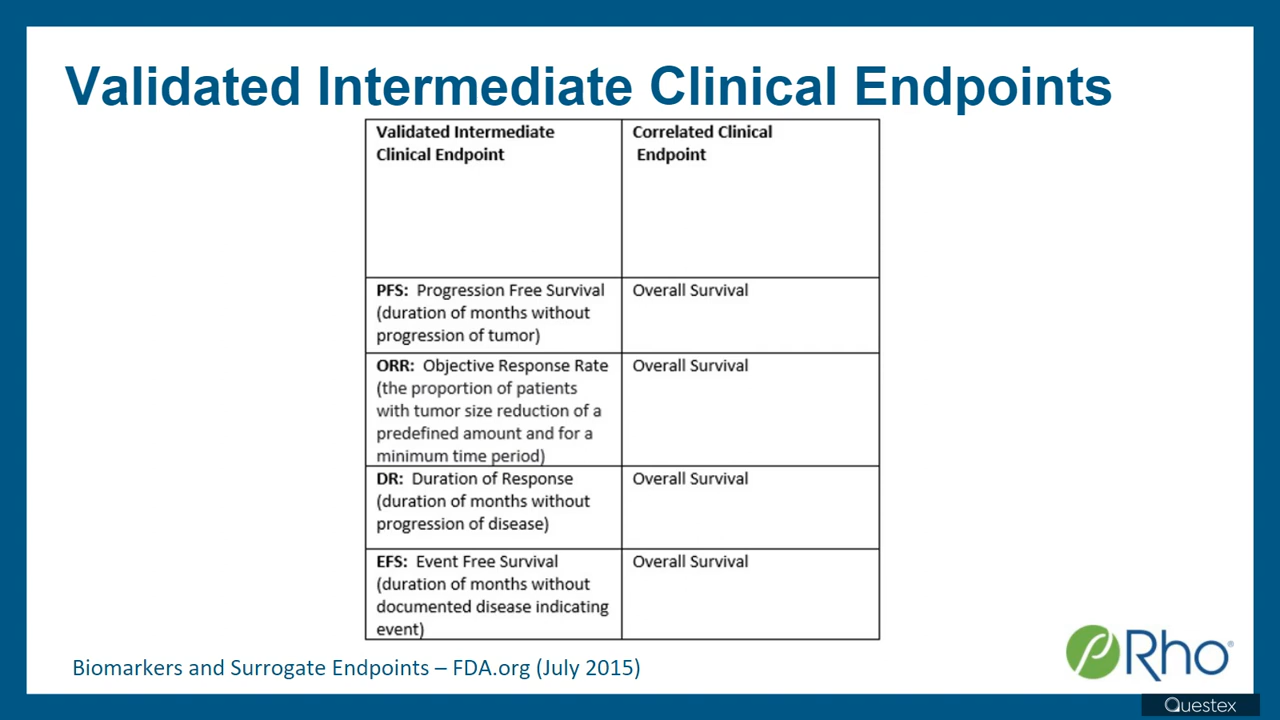 Validated Intermediate Clinical Endpoints
Validated Intermediate
Clinical Endpoint
Correlated Clinical
Endpoint
PFS: Progression Free Survival
(duration of months without
progression of tumor)
Overall Survival
ORR: Objective Response Rate
(the proportion of patients
with tumor size reduction of a
predefined amount and for a
minimum time period)
Overall Survival
DR: Duration of Response
(duration of months without
progression of disease)
Overall Survival
EFS: Event Free Survival
(duration of months without
documented disease indicating
event)
Overall Survival
Biomarkers and Surrogate Endpoints – FDA.org (July 2015)
Rho®
Questex